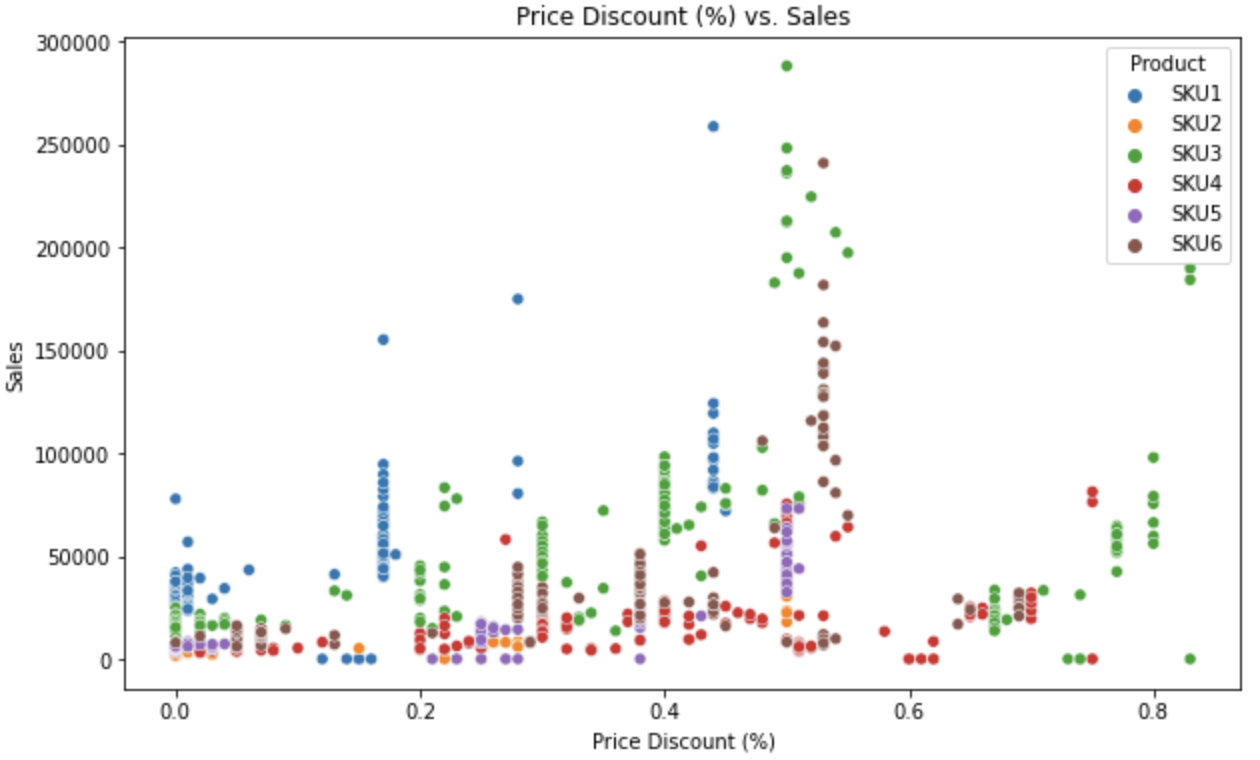 Price Discount (%) vs. Sales
300000
250000
200000
150000
100000
50000
0
Sales
0.0 0.2 0.4 0.6 0.8
Price Discount (%)
Product
SKU1
SKU2
SKU3
SKU4
SKU5
SKU6